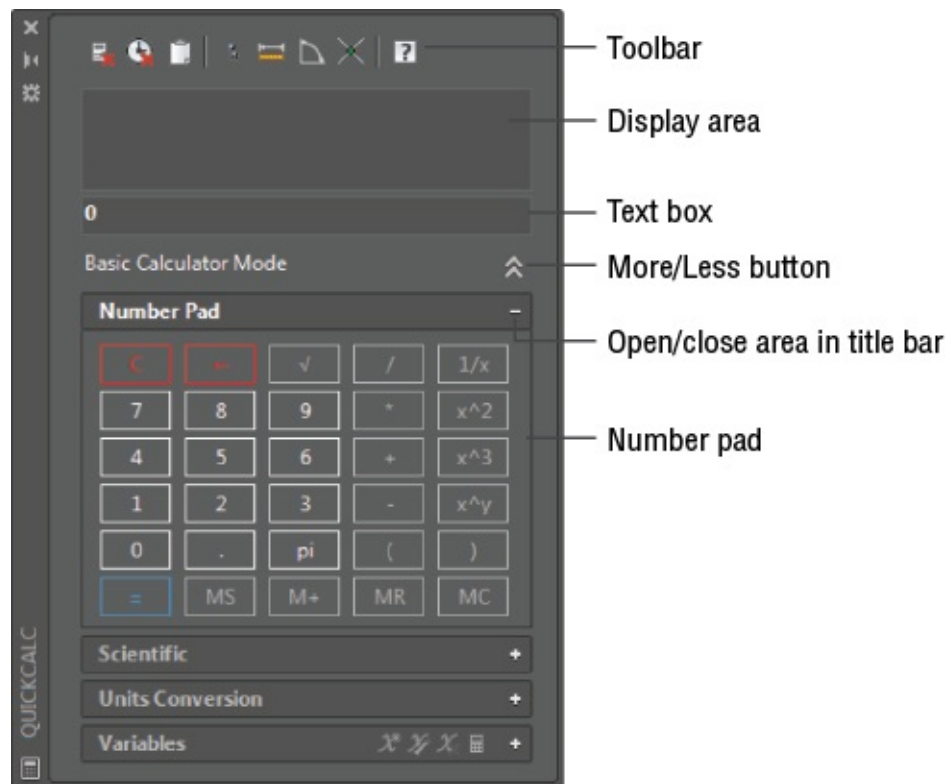 Toolbar
Display area
0
Text box
Basic Calculator Mode
More/Less button
Number Pad
-
Open/close area in title bar
C ← √ / 1/x
7 8 9 * x^2
4 5 6 + x^3
Number pad
1 2 3 - x^y
0 . pi ( )
= MS M+ MR MC
Scientific +
Units Conversion +
Variables +
QUICKCALC